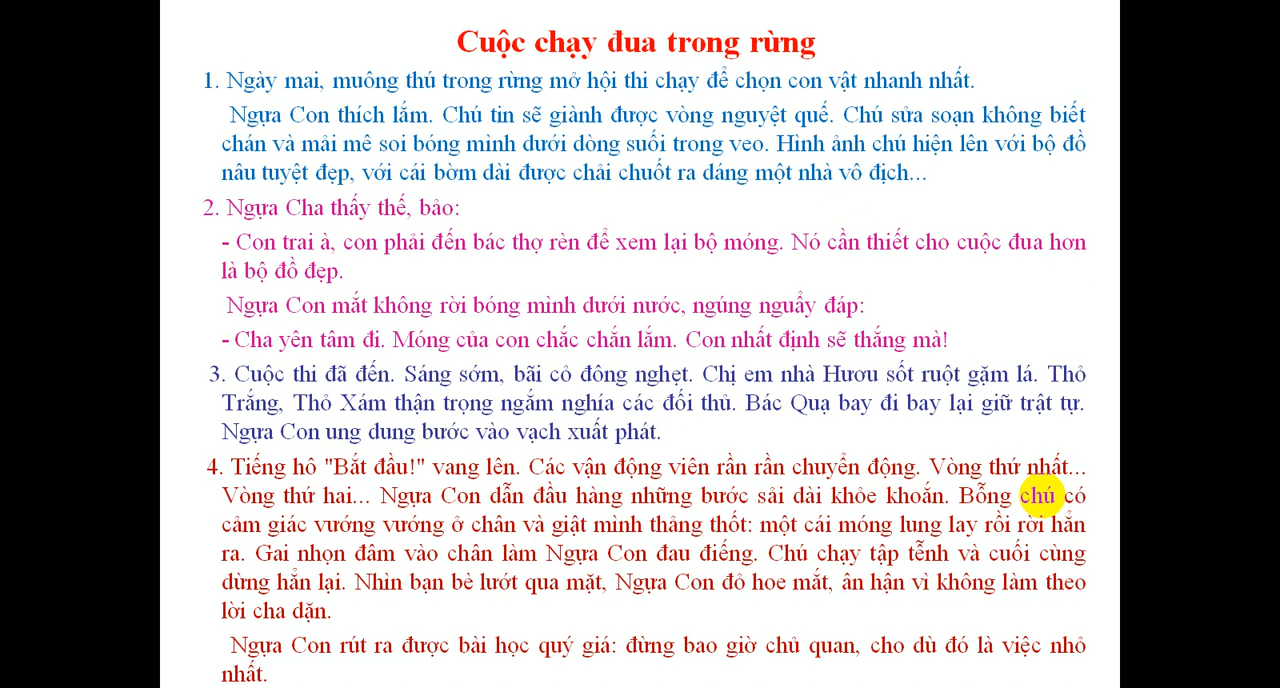 Cuộc chạy đua trong rừng
1. Ngày mai, muông thú trong rừng mở hội thi chạy để chọn con vật nhanh nhất.
Ngựa Con thích lắm. Chú tin sẽ giành được vòng nguyệt quế. Chú sửa soạn không biết
chán và mải mê soi bóng mình dưới dòng suối trong veo. Hình ảnh chú hiện lên với bộ đồ
nâu tuyệt đẹp, với cái bờm dài được chải chuốt ra dáng một nhà vô địch...
2. Ngựa Cha thấy thế, bảo:
- Con trai à, con phải đến bác thợ rèn để xem lại bộ móng. Nó cần thiết cho cuộc đua hơn
là bộ đồ đẹp.
Ngựa Con mắt không rời bóng mình dưới nước, ngúng nguẩy đáp:
- Cha yên tâm đi. Móng của con chắc chắn lắm. Con nhất định sẽ thắng mà!
3. Cuộc thi đã đến. Sáng sớm, bãi cỏ đông nghẹt. Chị em nhà Hươu sốt ruột gặm lá. Thỏ
Trắng, Thỏ Xám thận trọng ngắm nghía các đối thủ. Bác Quạ bay đi bay lại giữ trật tự.
Ngựa Con ung dung bước vào vạch xuất phát.
4. Tiếng hô "Bắt đầu!" vang lên. Các vận động viên rần rần chuyển động. Vòng thứ nhất...
Vòng thứ hai... Ngựa Con dẫn đầu hàng những bước sải dài khỏe khoắn. Bỗng chú có
cảm giác vướng vướng ở chân và giật mình thảng thốt: một cái móng lung lay rồi rời hẳn
ra. Gai nhọn đâm vào chân làm Ngựa Con đau điếng. Chú chạy tập tễnh và cuối cùng
dừng hẳn lại. Nhìn bạn bè lướt qua mặt, Ngựa Con đỏ hoe mắt, ân hận vì không làm theo
lời cha dặn.
Ngựa Con rút ra được bài học quý giá: đừng bao giờ chủ quan, cho dù đó là việc nhỏ
nhất.